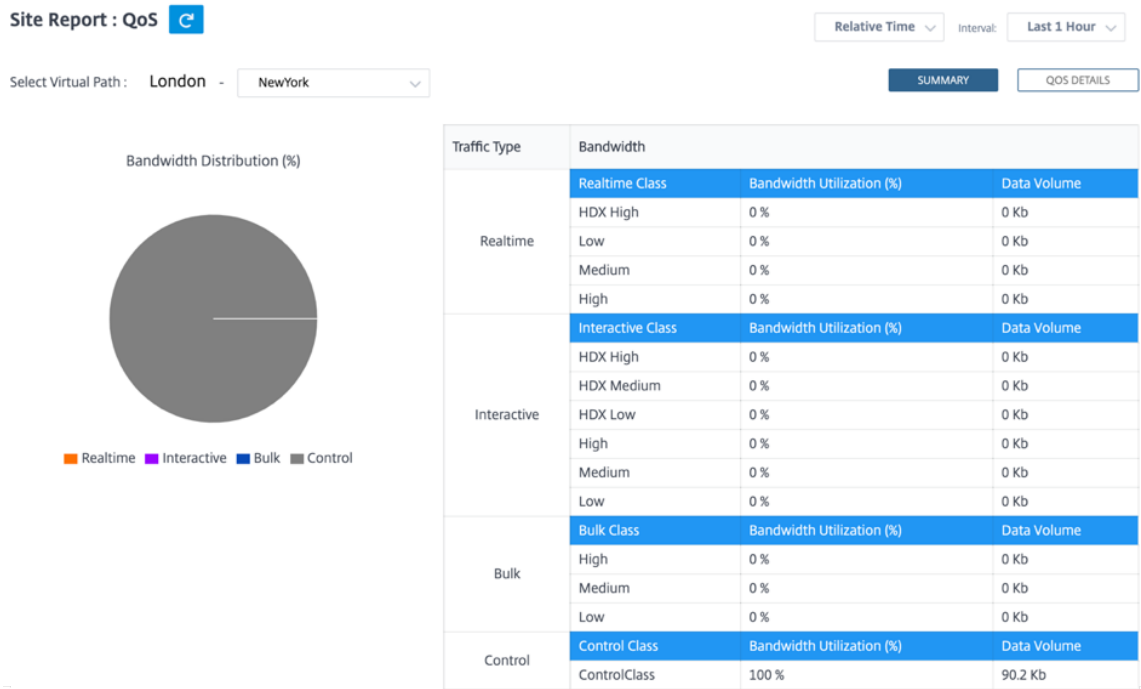 Site Report : QoS
Relative Time Interval: Last 1 Hour
Select Virtual Path : London - NewYork
SUMMARY QOS DETAILS
Bandwidth Distribution (%)
Realtime Interactive Bulk Control
Traffic Type Bandwidth
Realtime
Realtime Class Bandwidth Utilization (%) Data Volume
HDX High 0 % 0 Kb
Low 0 % 0 Kb
Medium 0 % 0 Kb
High 0 % 0 Kb
Interactive
Interactive Class Bandwidth Utilization (%) Data Volume
HDX High 0 % 0 Kb
HDX Medium 0 % 0 Kb
HDX Low 0 % 0 Kb
High 0 % 0 Kb
Medium 0 % 0 Kb
Low 0 % 0 Kb
Bulk
Bulk Class Bandwidth Utilization (%) Data Volume
High 0 % 0 Kb
Medium 0 % 0 Kb
Low 0 % 0 Kb
Control
Control Class Bandwidth Utilization (%) Data Volume
ControlClass 100 % 90.2 Kb